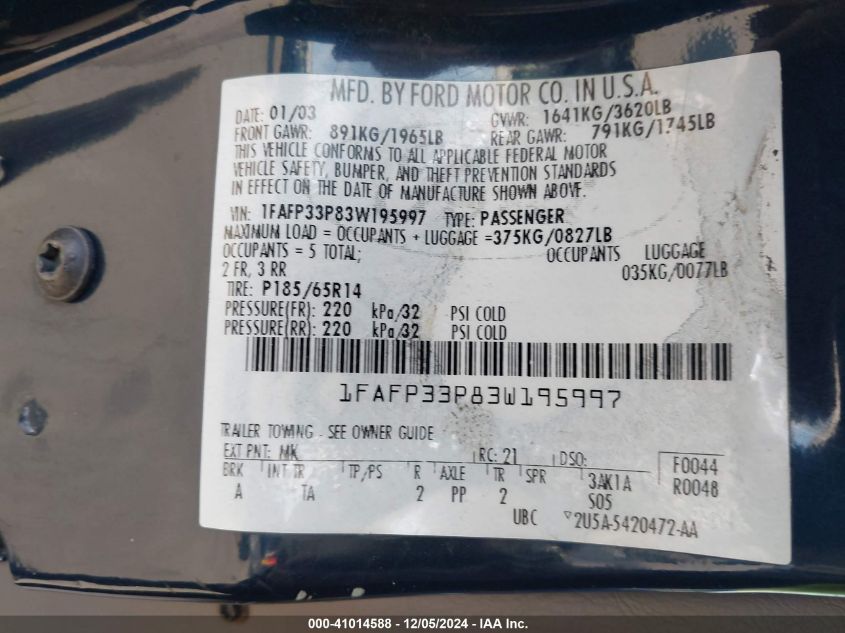 MFD. BY FORD MOTOR CO. IN U.S.A.
DATE: 01/03 GVWR: 1641KG/3620LB
FRONT GAWR: 891KG/1965LB REAR GAWR: 791KG/1745LB
THIS VEHICLE CONFORMS TO ALL APPLICABLE FEDERAL MOTOR
VEHICLE SAFETY, BUMPER, AND THEFT PREVENTION STANDARDS
IN EFFECT ON THE DATE OF MANUFACTURE SHOWN ABOVE.
VIN: 1FAFP33P83W195997 TYPE: PASSENGER
MAXIMUM LOAD = OCCUPANTS + LUGGAGE =375KG/0827LB
OCCUPANTS = 5 TOTAL; OCCUPANTS LUGGAGE
2 FR, 3 RR 035KG/0077LB
TIRE: P185/65R14
PRESSURE(FR): 220 kPa/32 PSI COLD
PRESSURE(RR): 220 kPa/32 PSI COLD
1FAFP33P83W195997
TRAILER TOWING - SEE OWNER GUIDE
EXT PNT: MK RC: 21 DSO: F0044
BRK INT TR TP/PS R AXLE TR SPR 3AK1A R0048
A TA 2 PP 2 S05
UBC 2U5A-5420472-AA
000-41014588 - 12/05/2024 - IAA Inc.